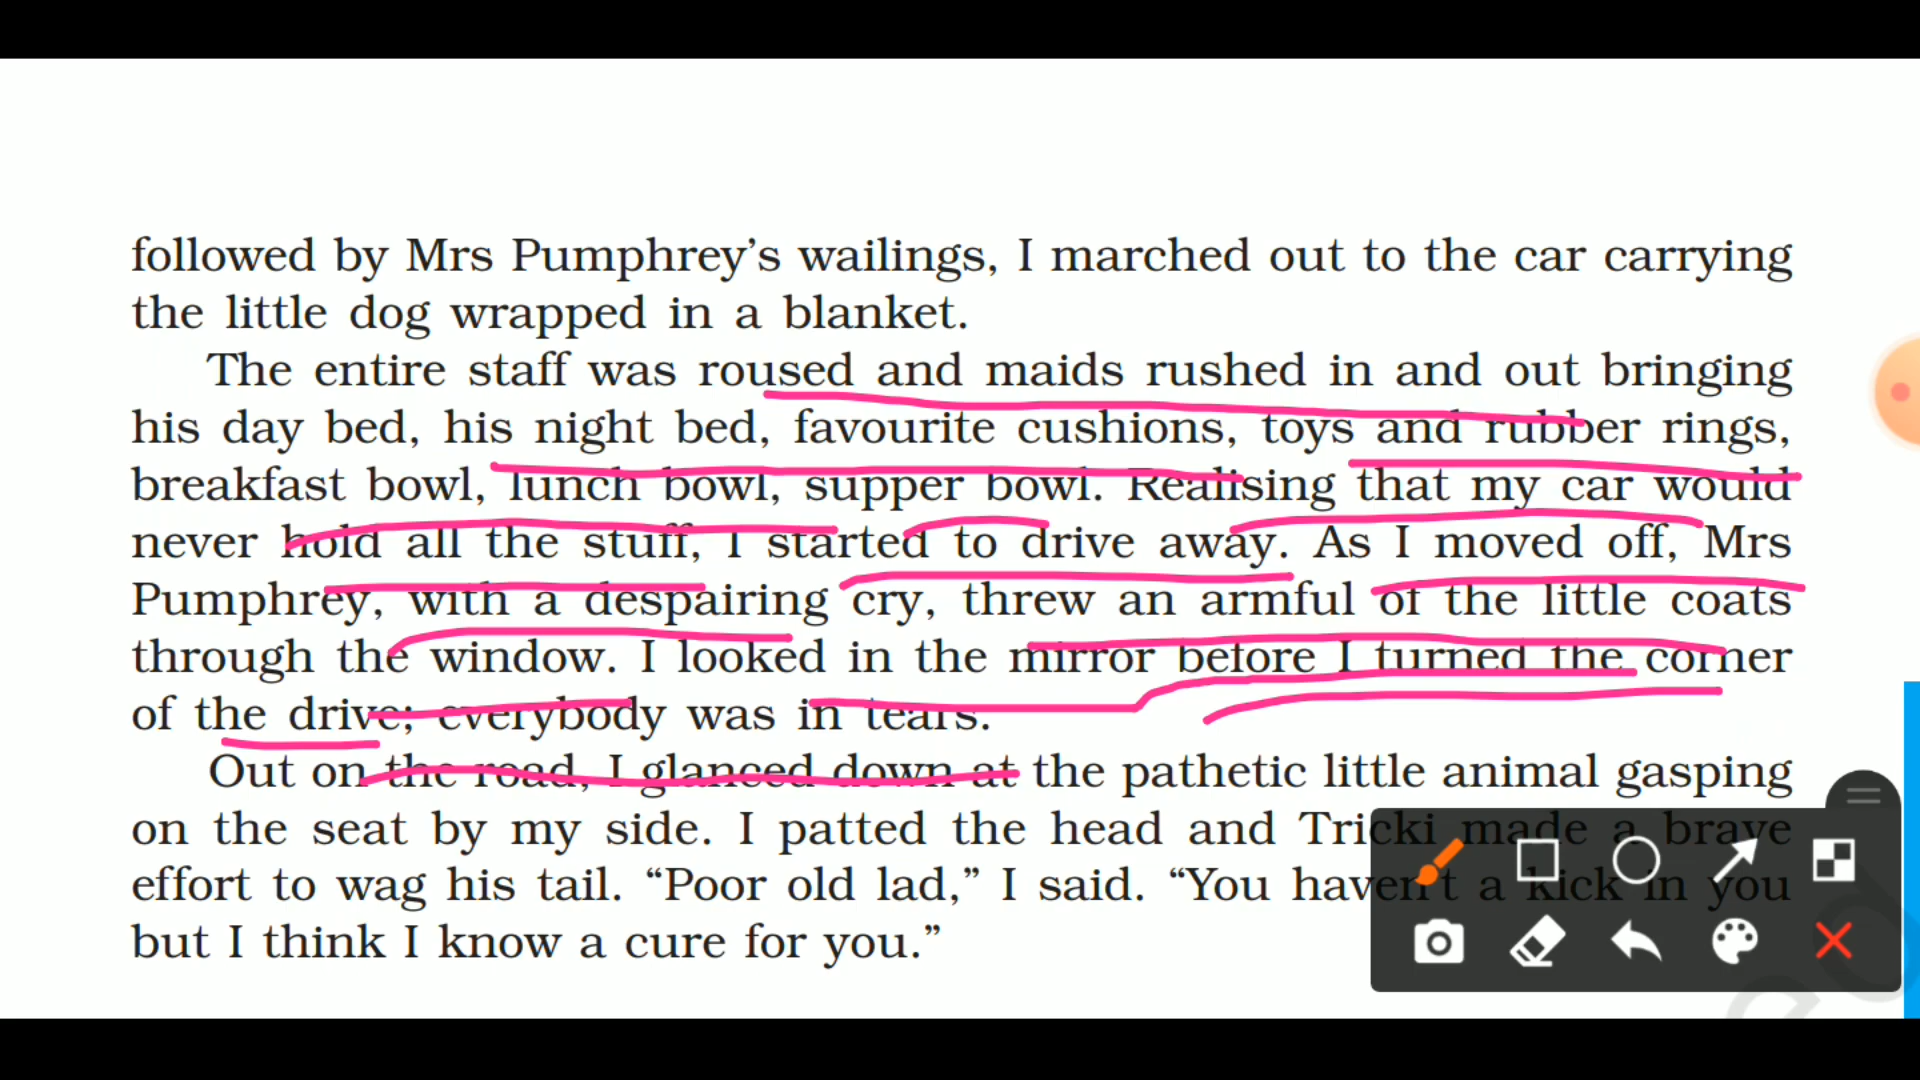 followed by Mrs Pumphrey’s wailings, I marched out to the car carrying
the little dog wrapped in a blanket.
The entire staff was roused and maids rushed in and out bringing
his day bed, his night bed, favourite cushions, toys and rubber rings,
breakfast bowl, lunch bowl, supper bowl. Realising that my car would
never hold all the stuff, I started to drive away. As I moved off, Mrs
Pumphrey, with a despairing cry, threw an armful of the little coats
through the window. I looked in the mirror before I turned the corner
of the drive; everybody was in tears.
Out on the road, I glanced down at the pathetic little animal gasping
on the seat by my side. I patted the head and Tricki made a brave
effort to wag his tail. “Poor old lad,” I said. “You haven’t a kick in you
but I think I know a cure for you.”